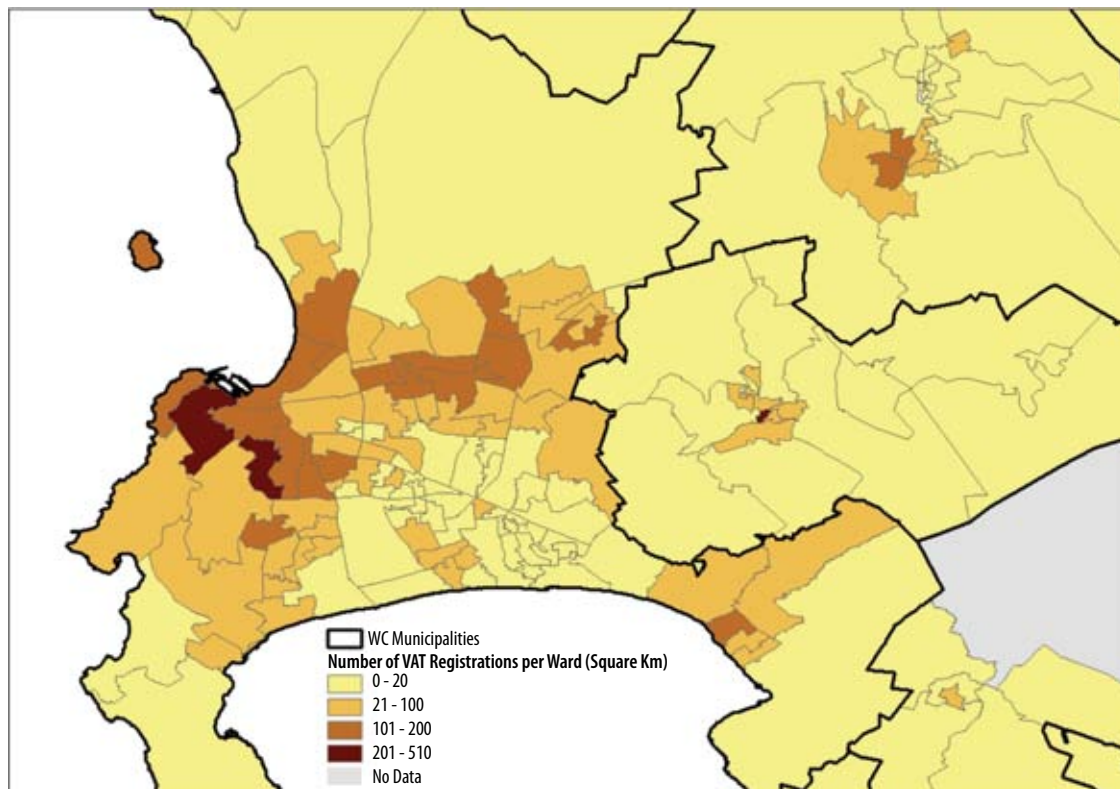 WC Municipalities
Number of VAT Registrations per Ward (Square Km)
0 - 20
21 - 100
101 - 200
201 - 510
No Data